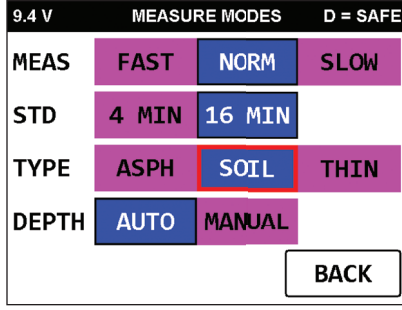 9.4 V MEASURE MODES D = SAFE
MEAS FAST NORM SLOW
STD 4 MIN 16 MIN
TYPE ASPH SOIL THIN
DEPTH AUTO MANUAL
BACK